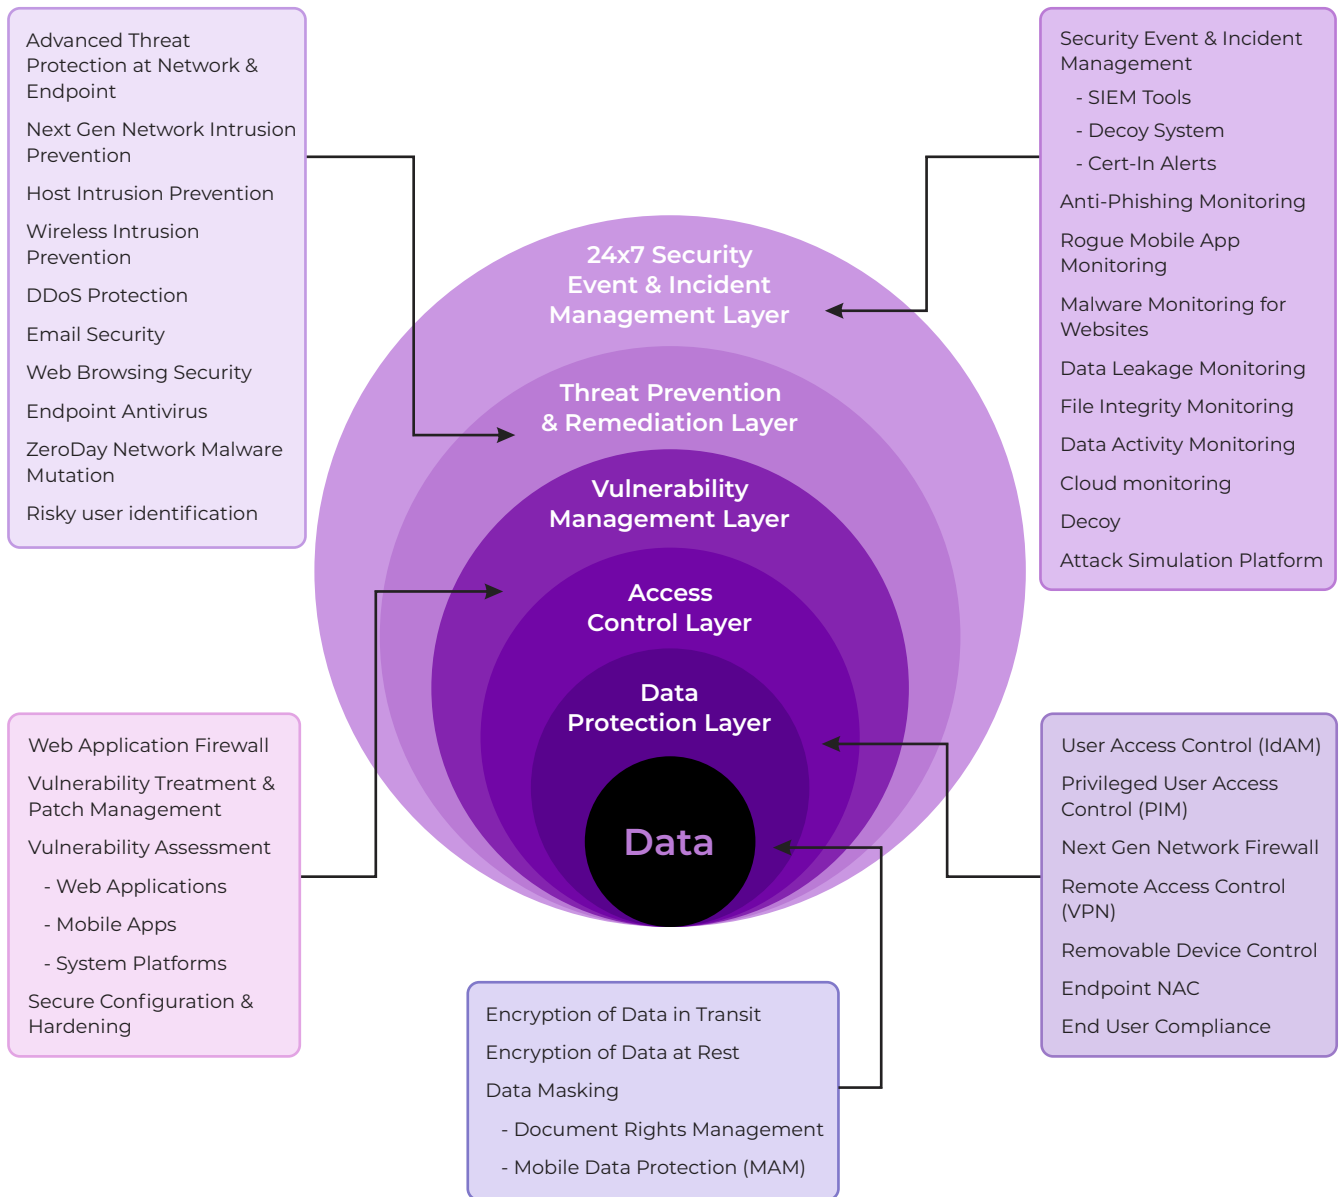 Advanced Threat
Protection at Network &
Endpoint
Next Gen Network Intrusion
Prevention
Host Intrusion Prevention
Wireless Intrusion
Prevention
DDoS Protection
Email Security
Web Browsing Security
Endpoint Antivirus
ZeroDay Network Malware
Mutation
Risky user identification
Security Event & Incident
Management
- SIEM Tools
- Decoy System
- Cert-In Alerts
Anti-Phishing Monitoring
Rogue Mobile App
Monitoring
Malware Monitoring for
Websites
Data Leakage Monitoring
File Integrity Monitoring
Data Activity Monitoring
Cloud monitoring
Decoy
Attack Simulation Platform
24x7 Security
Event & Incident
Management Layer
Threat Prevention
& Remediation Layer
Vulnerability
Management Layer
Access
Control Layer
Data
Protection Layer
Data
Web Application Firewall
Vulnerability Treatment &
Patch Management
Vulnerability Assessment
- Web Applications
- Mobile Apps
- System Platforms
Secure Configuration &
Hardening
User Access Control (IdAM)
Privileged User Access
Control (PIM)
Next Gen Network Firewall
Remote Access Control
(VPN)
Removable Device Control
Endpoint NAC
End User Compliance
Encryption of Data in Transit
Encryption of Data at Rest
Data Masking
- Document Rights Management
- Mobile Data Protection (MAM)